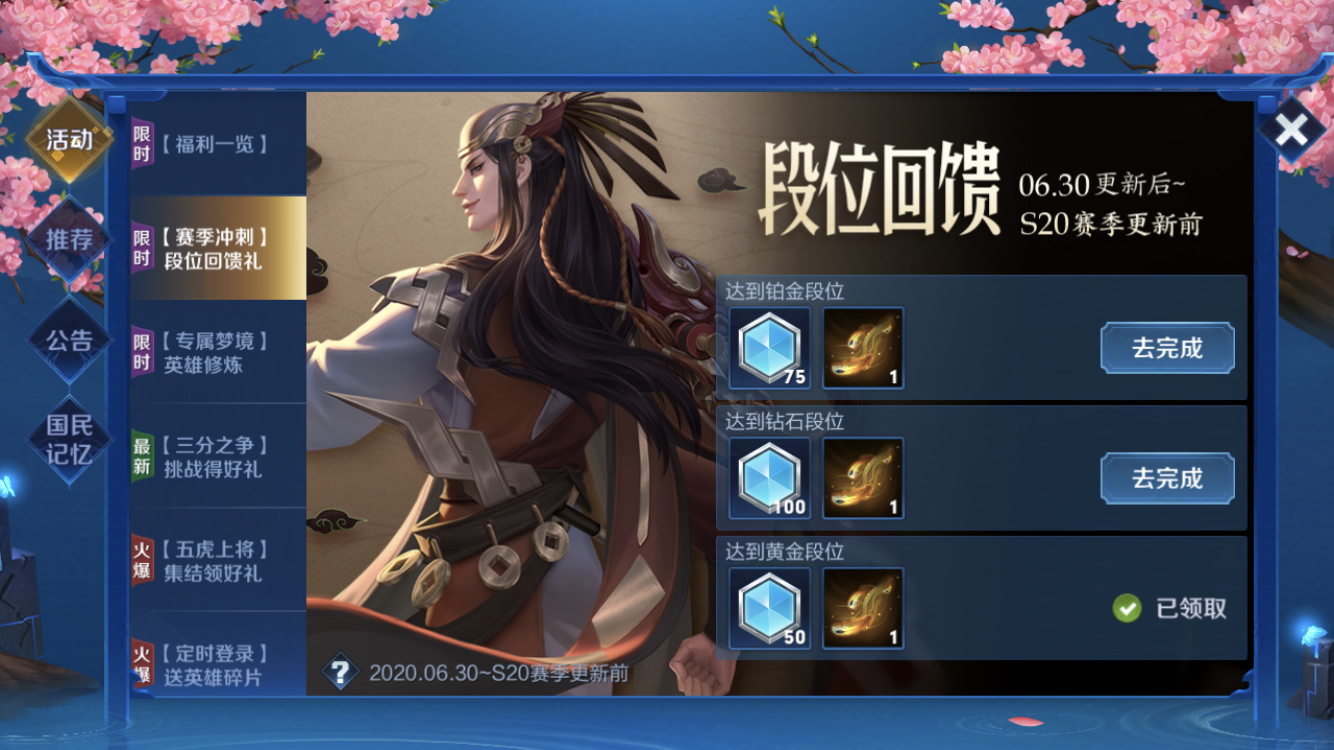 活动
推荐
公告
国民
记忆
限时
【福利一览】
限时
【赛季冲刺】
段位回馈礼
限时
【专属梦境】
英雄修炼
最新
【三分之争】
挑战得好礼
火爆
【五虎上将】
集结领好礼
火爆
【定时登录】
送英雄碎片
段位回馈
06.30更新后~
S20赛季更新前
达到铂金段位
75
1
去完成
达到钻石段位
100
1
去完成
达到黄金段位
50
1
已领取
? 2020.06.30~S20赛季更新前